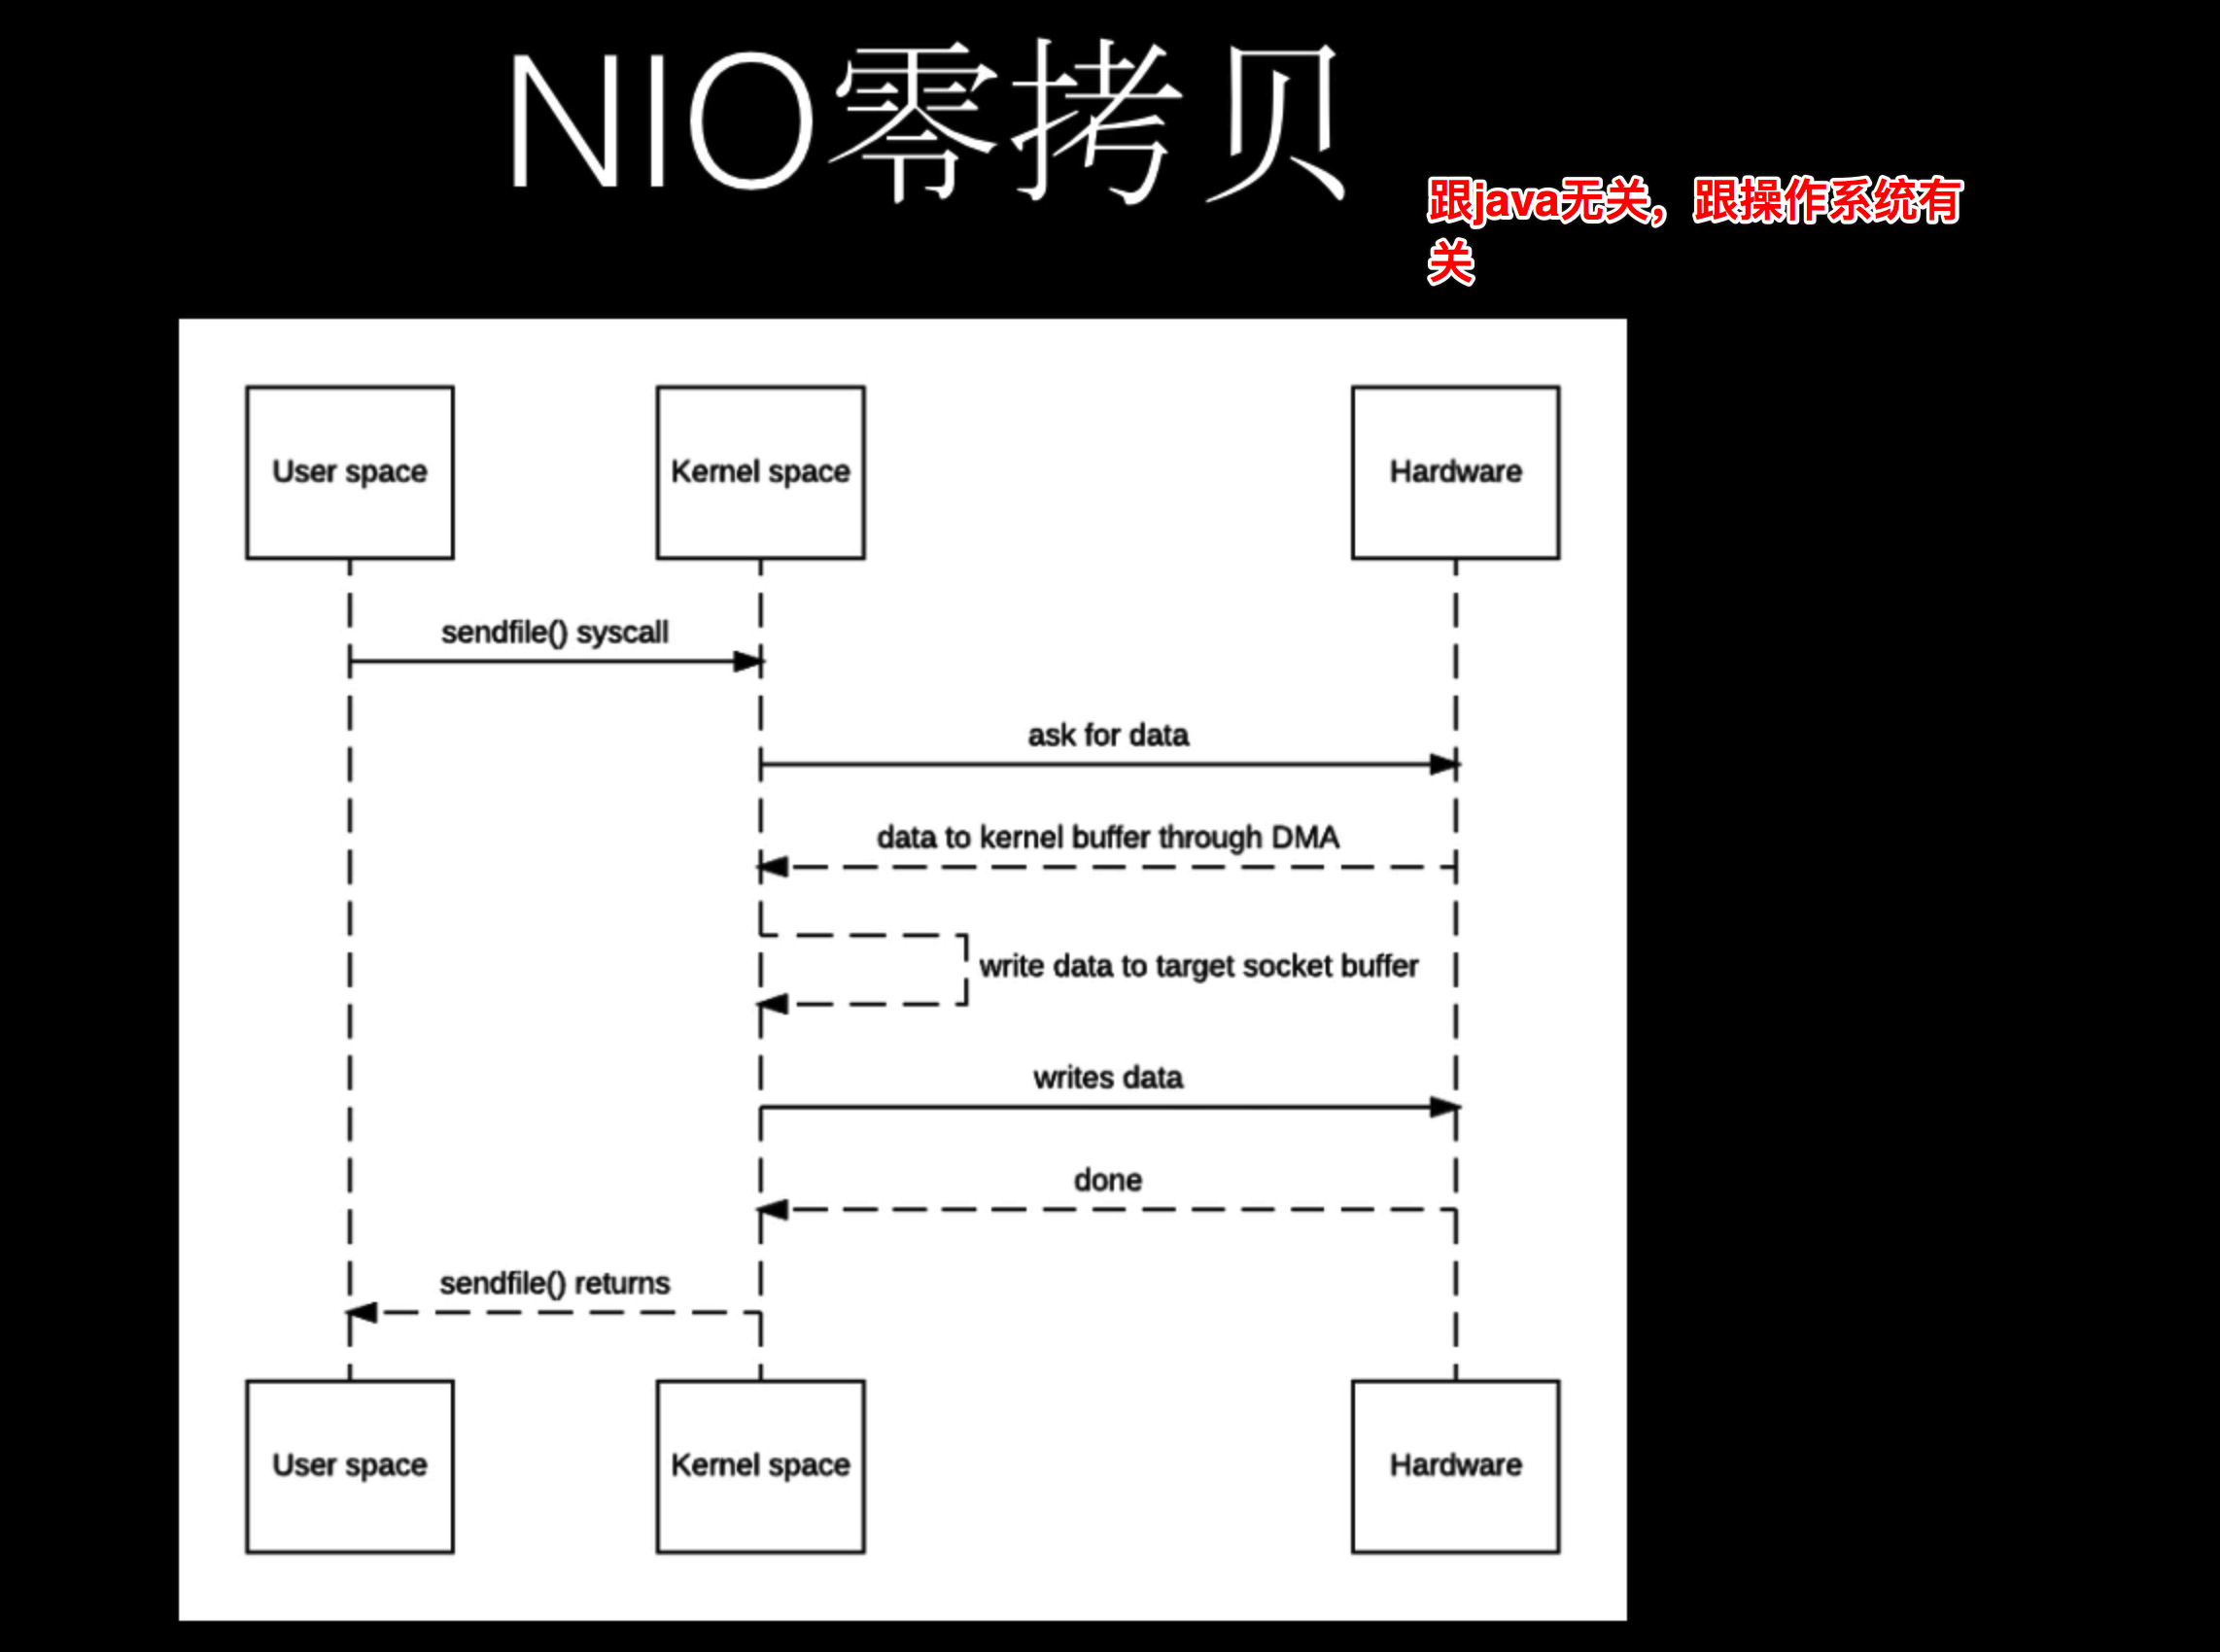 NIO零拷贝
跟java无关，跟操作系统有
关
User space
Kernel space
Hardware
sendfile() syscall
ask for data
data to kernel buffer through DMA
write data to target socket buffer
writes data
done
sendfile() returns
User space
Kernel space
Hardware